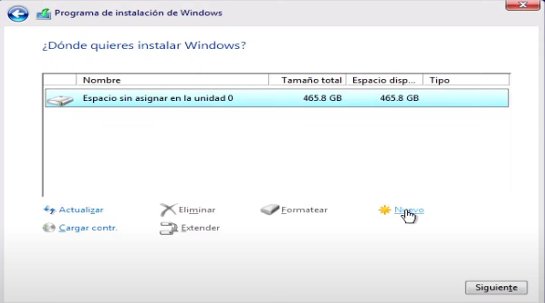 Programa de instalación de Windows
¿Dónde quieres instalar Windows?
Nombre Tamaño total Espacio disp... Tipo
Espacio sin asignar en la unidad 0 465.8 GB 465.8 GB
Actualizar Eliminar Formatear Nuevo
Cargar contr. Extender
Siguiente